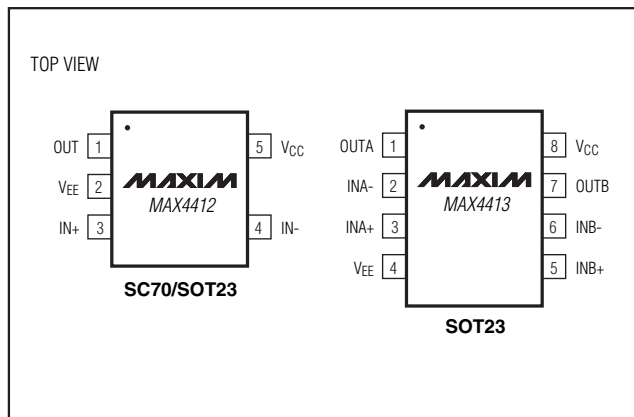 TOP VIEW
OUT 1
VEE 2
IN+ 3
5 VCC
4 IN-
MAXIM
MAX4412
SC70/SOT23
OUTA 1
INA- 2
INA+ 3
VEE 4
8 VCC
7 OUTB
6 INB-
5 INB+
MAXIM
MAX4413
SOT23